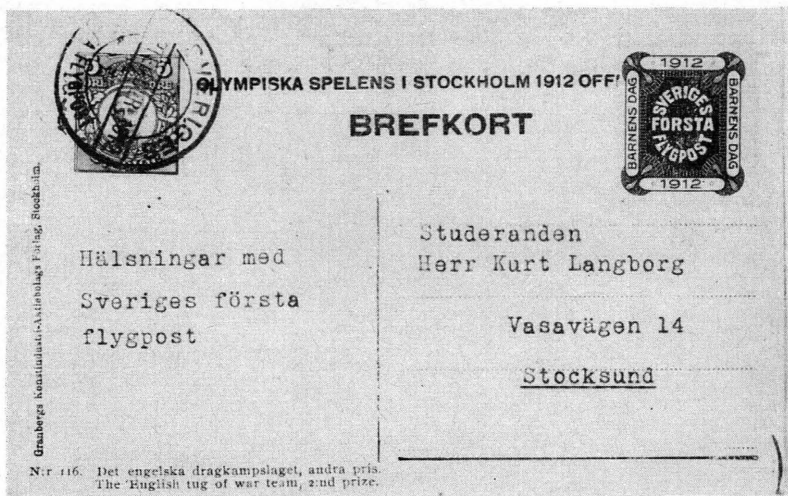 OLYMPISKA SPELENS I STOCKHOLM 1912 OFF
BREFKORT
SVERIGES
1912
BARNENS DAG
SVERIGES
FÖRSTA
FLYGPOST
BARNENS DAG
1912
Granbergs Konstindustri-Aktiebolags Förlag, Stockholm.
Hälsningar med
Sveriges första
flygpost
Studeranden
Herr Kurt Langborg
Vasavägen 14
Stocksund
N:r 116. Det engelska dragkampslaget, andra pris.
The English tug of war team, 2:nd prize.